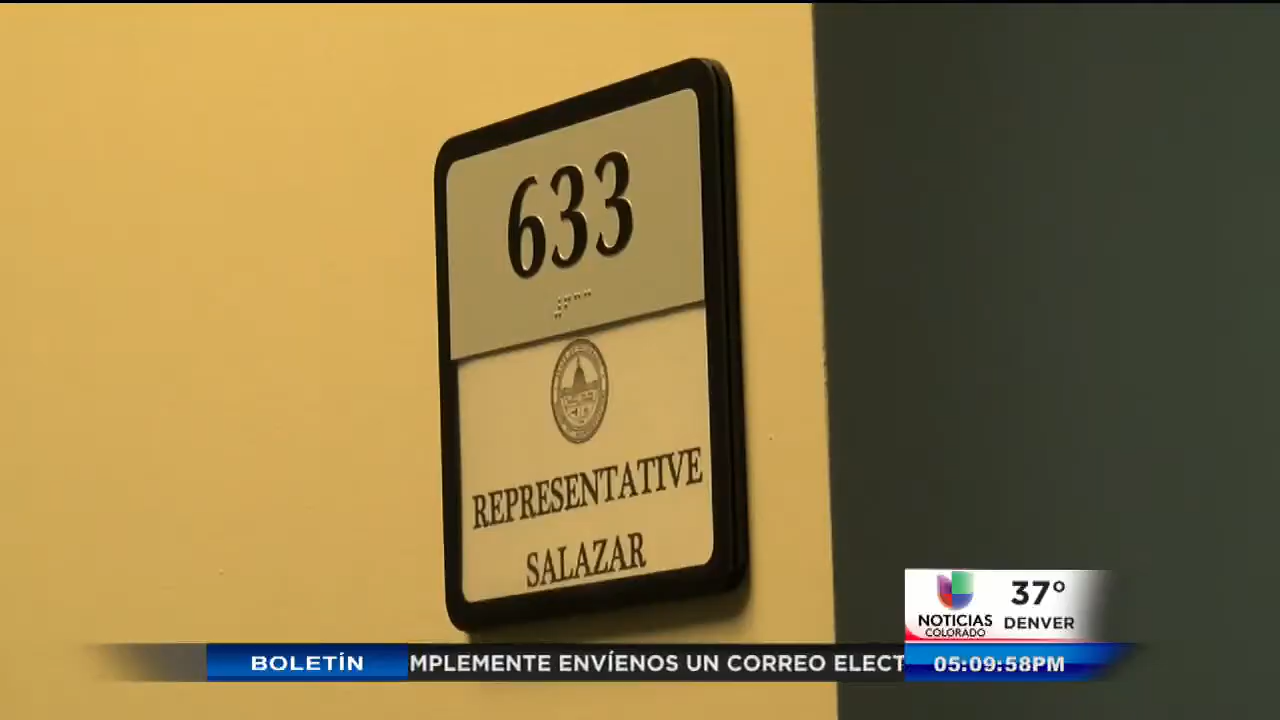 633
REPRESENTATIVE
SALAZAR
NOTICIAS
COLORADO
37°
DENVER
BOLETÍN
MPLEMENTE ENVÍENOS UN CORREO ELECT
05:09:58PM